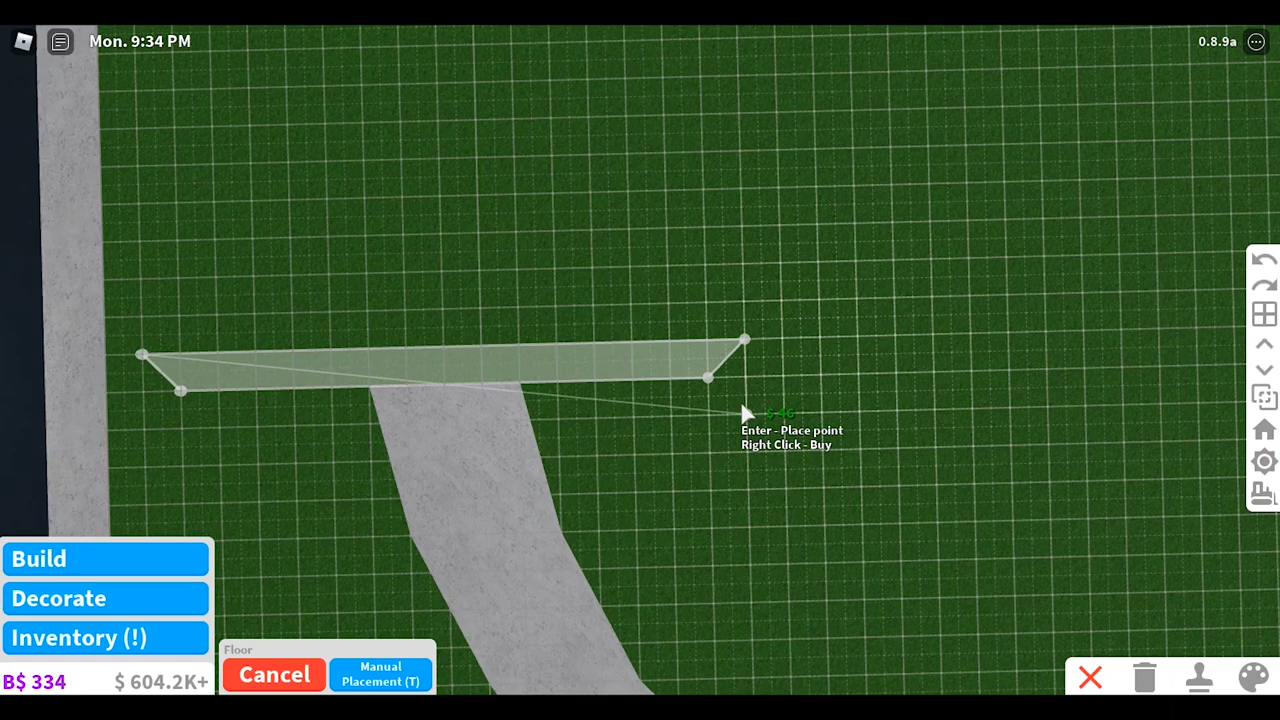 Mon. 9:34 PM
0.8.9a
$ 46
Enter - Place point
Right Click - Buy
Build
Decorate
Inventory (!)
B$ 334
$ 604.2K+
Floor
Cancel
Manual
Placement (T)